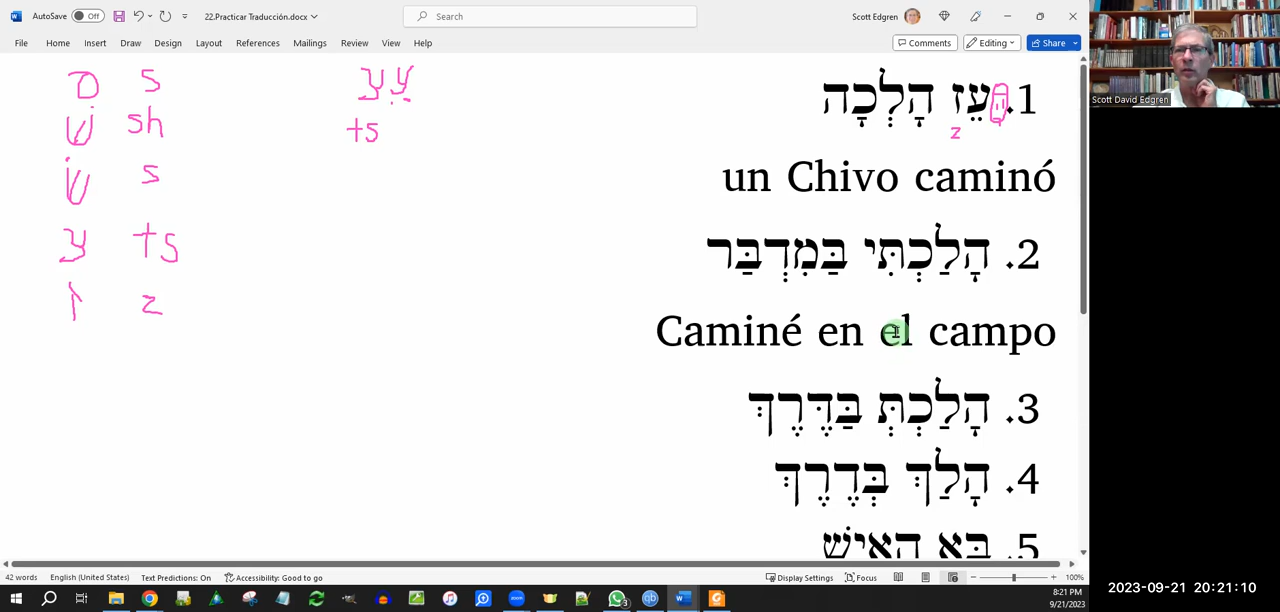 AutoSave Off 22.Practicar Traducción.docx Search Scott Edgren
File Home Insert Draw Design Layout References Mailings Review View Help Comments Editing Share
Scott David Edgren
ס s
שׁ sh
שׂ s
צ ts
ז z
צ צ
ts
1. עֵז הָלְכָה
z
un Chivo caminó
2. הָלַכְתִּי בַּמִּדְבַּר
Caminé en el campo
3. הָלַכְתְּ בַּדֶּרֶךְ
4. הָלַךְ בְּדֶרֶךְ
5. בָּא הָאִישׁ
42 words English (United States) Text Predictions: On Accessibility: Good to go Display Settings Focus 100%
3
8:21 PM
9/21/2023
2023-09-21 20:21:10